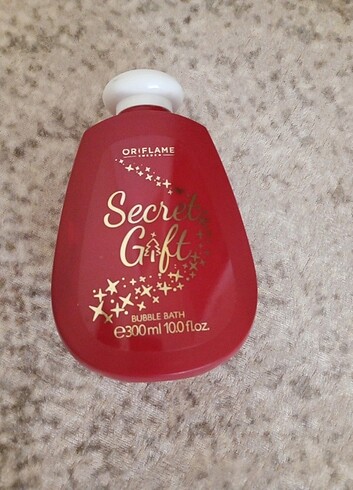 ORIFLAME
SWEDEN
Secret
Gift
BUBBLE BATH
℮300 ml 10.0 fl.oz.